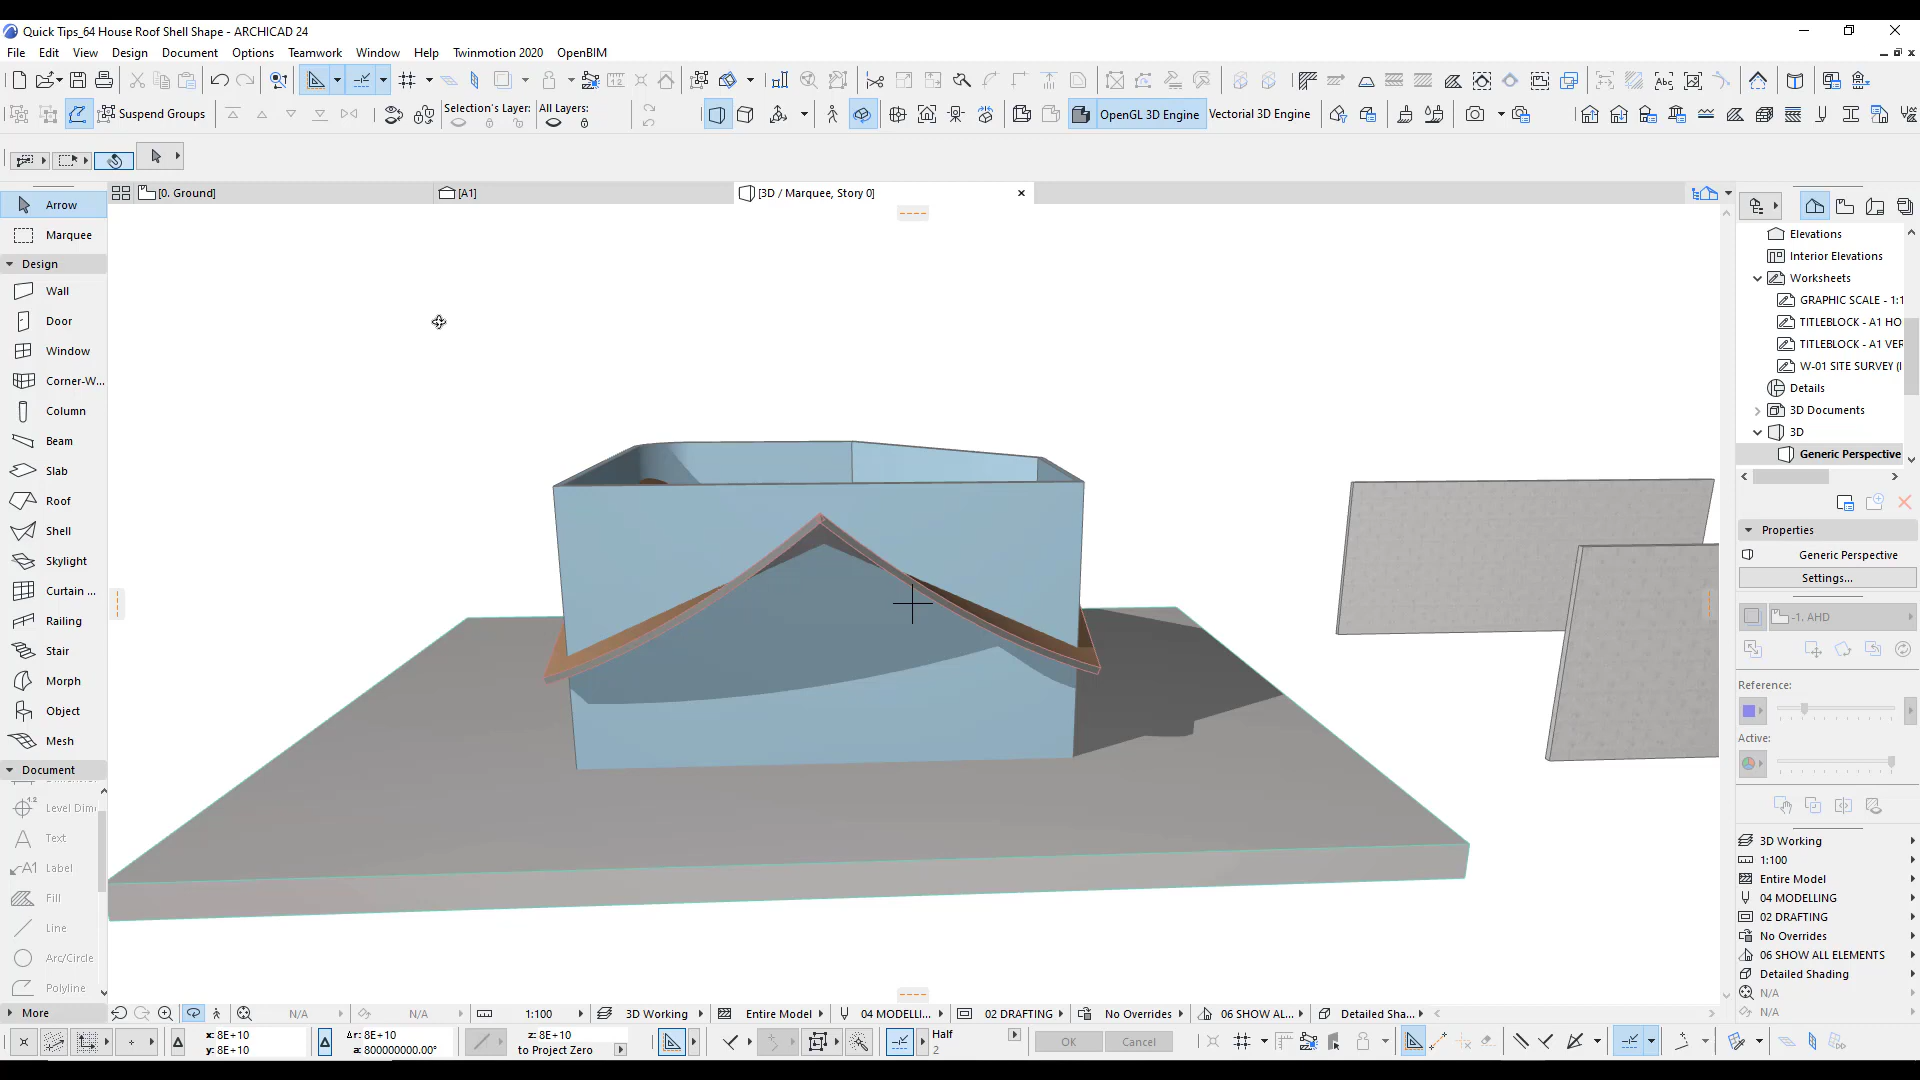 Quick Tips_64 House Roof Shell Shape - ARCHICAD 24
File Edit View Design Document Options Teamwork Window Help Twinmotion 2020 OpenBIM
Suspend Groups
Selection's Layer: All Layers:
OpenGL 3D Engine Vectorial 3D Engine
[0. Ground] [A1] [3D / Marquee, Story 0]
Arrow
Marquee
Design
Wall
Door
Window
Corner-W...
Column
Beam
Slab
Roof
Shell
Skylight
Curtain ...
Railing
Stair
Morph
Object
Mesh
Document
Level Dim
Text
A1 Label
Fill
Line
Arc/Circle
Polyline
More
Elevations
Interior Elevations
Worksheets
GRAPHIC SCALE - 1:1
TITLEBLOCK - A1 HO
TITLEBLOCK - A1 VER
W-01 SITE SURVEY (I
Details
3D Documents
3D
Generic Perspective
Properties
Generic Perspective
Settings...
-1. AHD
Reference:
Active:
3D Working
1:100
Entire Model
04 MODELLING
02 DRAFTING
No Overrides
06 SHOW ALL ELEMENTS
Detailed Shading
N/A
N/A
N/A N/A 1:100 3D Working Entire Model 04 MODELLI... 02 DRAFTING No Overrides 06 SHOW AL... Detailed Sha...
x: 8E+10 Δr: 8E+10 z: 8E+10 Half
y: 8E+10 a: 800000000.00° to Project Zero 2
OK Cancel